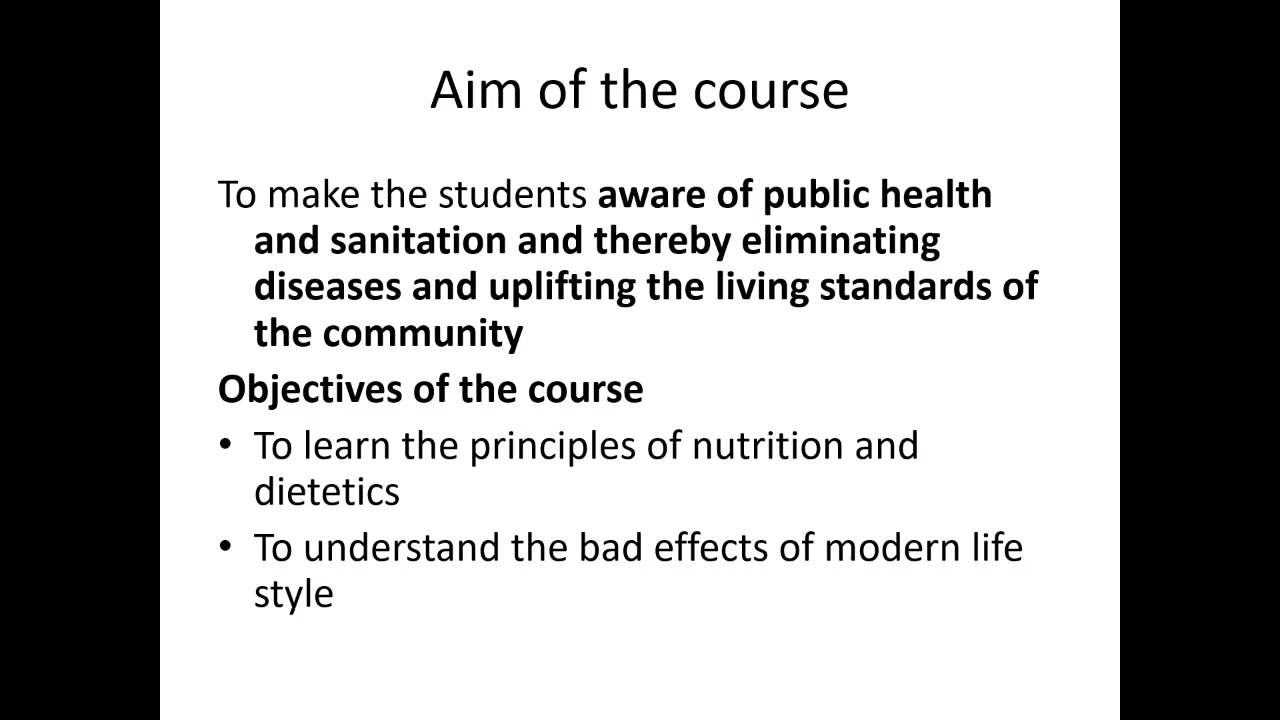 Aim of the course
To make the students aware of public health
and sanitation and thereby eliminating
diseases and uplifting the living standards of
the community
Objectives of the course
• To learn the principles of nutrition and
dietetics
• To understand the bad effects of modern life
style